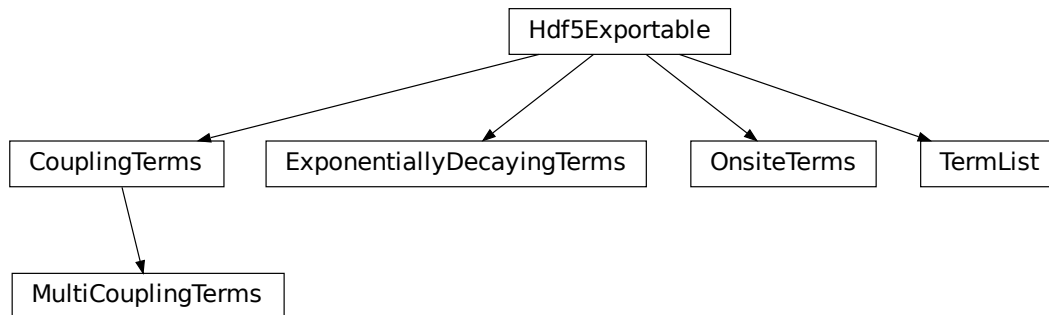 Hdf5Exportable
CouplingTerms
ExponentiallyDecayingTerms
OnsiteTerms
TermList
MultiCouplingTerms